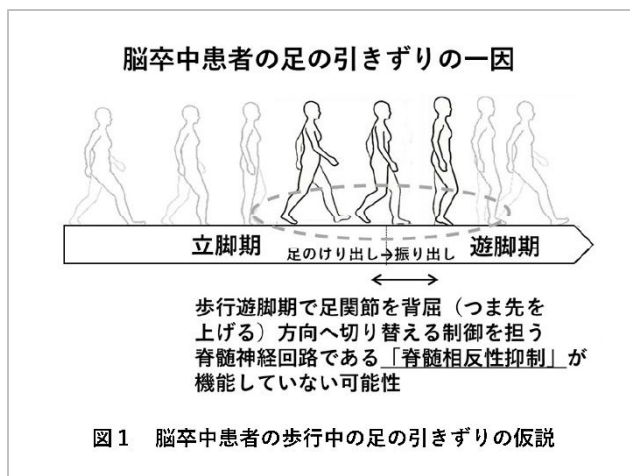 脳卒中患者の足の引きずりの一因
立脚期
足のけり出し→振り出し
遊脚期
歩行遊脚期で足関節を背屈（つま先を
上げる）方向へ切り替える制御を担う
脊髄神経回路である「脊髄相反性抑制」が
機能していない可能性
図１　脳卒中患者の歩行中の足の引きずりの仮説